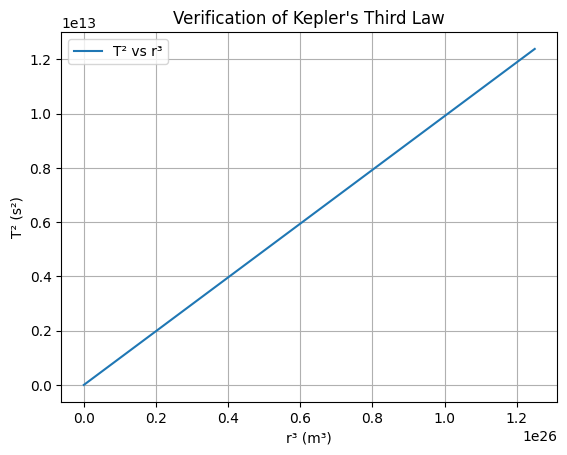 Verification of Kepler's Third Law
1e13
T² vs r³
1.2
1.0
0.8
0.6
0.4
0.2
0.0
T² (s²)
0.0 0.2 0.4 0.6 0.8 1.0 1.2
1e26
r³ (m³)